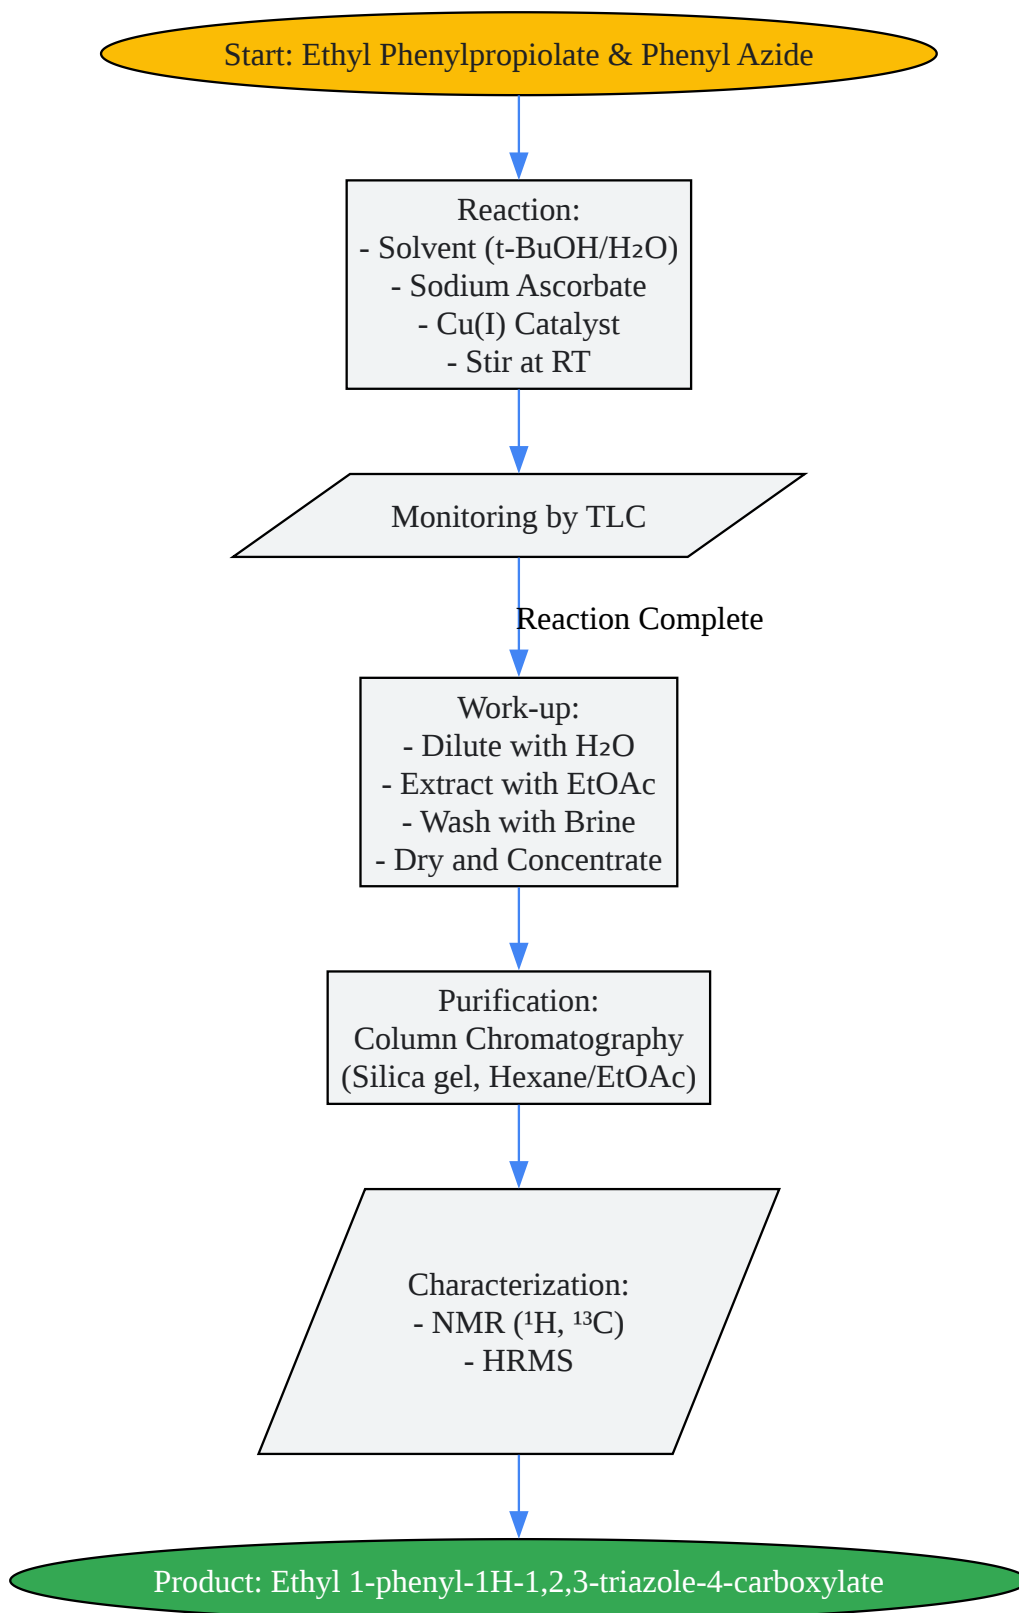 Start: Ethyl Phenylpropiolate & Phenyl Azide
Reaction:
- Solvent (t-BuOH/H₂O)
- Sodium Ascorbate
- Cu(I) Catalyst
- Stir at RT
Monitoring by TLC
Reaction Complete
Work-up:
- Dilute with H₂O
- Extract with EtOAc
- Wash with Brine
- Dry and Concentrate
Purification:
Column Chromatography
(Silica gel, Hexane/EtOAc)
Characterization:
- NMR (¹H, ¹³C)
- HRMS
Product: Ethyl 1-phenyl-1H-1,2,3-triazole-4-carboxylate